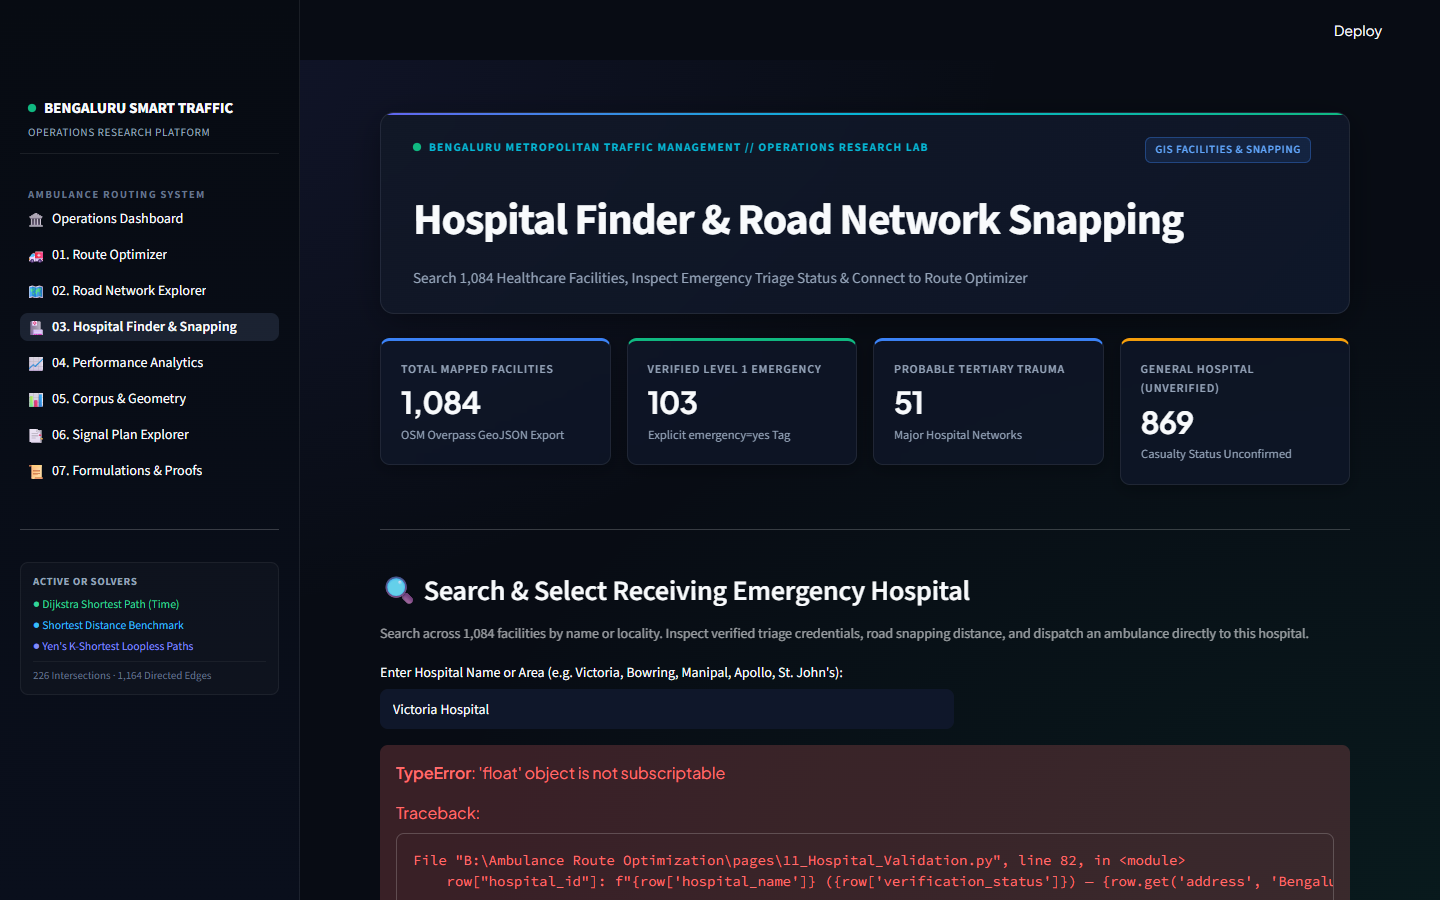 Deploy
BENGALURU SMART TRAFFIC
OPERATIONS RESEARCH PLATFORM
AMBULANCE ROUTING SYSTEM
Operations Dashboard
01. Route Optimizer
02. Road Network Explorer
03. Hospital Finder & Snapping
04. Performance Analytics
05. Corpus & Geometry
06. Signal Plan Explorer
07. Formulations & Proofs
ACTIVE OR SOLVERS
Dijkstra Shortest Path (Time)
Shortest Distance Benchmark
Yen's K-Shortest Loopless Paths
226 Intersections · 1,164 Directed Edges
BENGALURU METROPOLITAN TRAFFIC MANAGEMENT // OPERATIONS RESEARCH LAB
GIS FACILITIES & SNAPPING
Hospital Finder & Road Network Snapping
Search 1,084 Healthcare Facilities, Inspect Emergency Triage Status & Connect to Route Optimizer
TOTAL MAPPED FACILITIES
1,084
OSM Overpass GeoJSON Export
VERIFIED LEVEL 1 EMERGENCY
103
Explicit emergency=yes Tag
PROBABLE TERTIARY TRAUMA
51
Major Hospital Networks
GENERAL HOSPITAL
(UNVERIFIED)
869
Casualty Status Unconfirmed
Search & Select Receiving Emergency Hospital
Search across 1,084 facilities by name or locality. Inspect verified triage credentials, road snapping distance, and dispatch an ambulance directly to this hospital.
Enter Hospital Name or Area (e.g. Victoria, Bowring, Manipal, Apollo, St. John's):
Victoria Hospital
TypeError: 'float' object is not subscriptable
Traceback:
File "B:\Ambulance Route Optimization\pages\11_Hospital_Validation.py", line 82, in <module>
row["hospital_id"]: f"{row['hospital_name']} ({row['verification_status']}) — {row.get('address', 'Bengalu